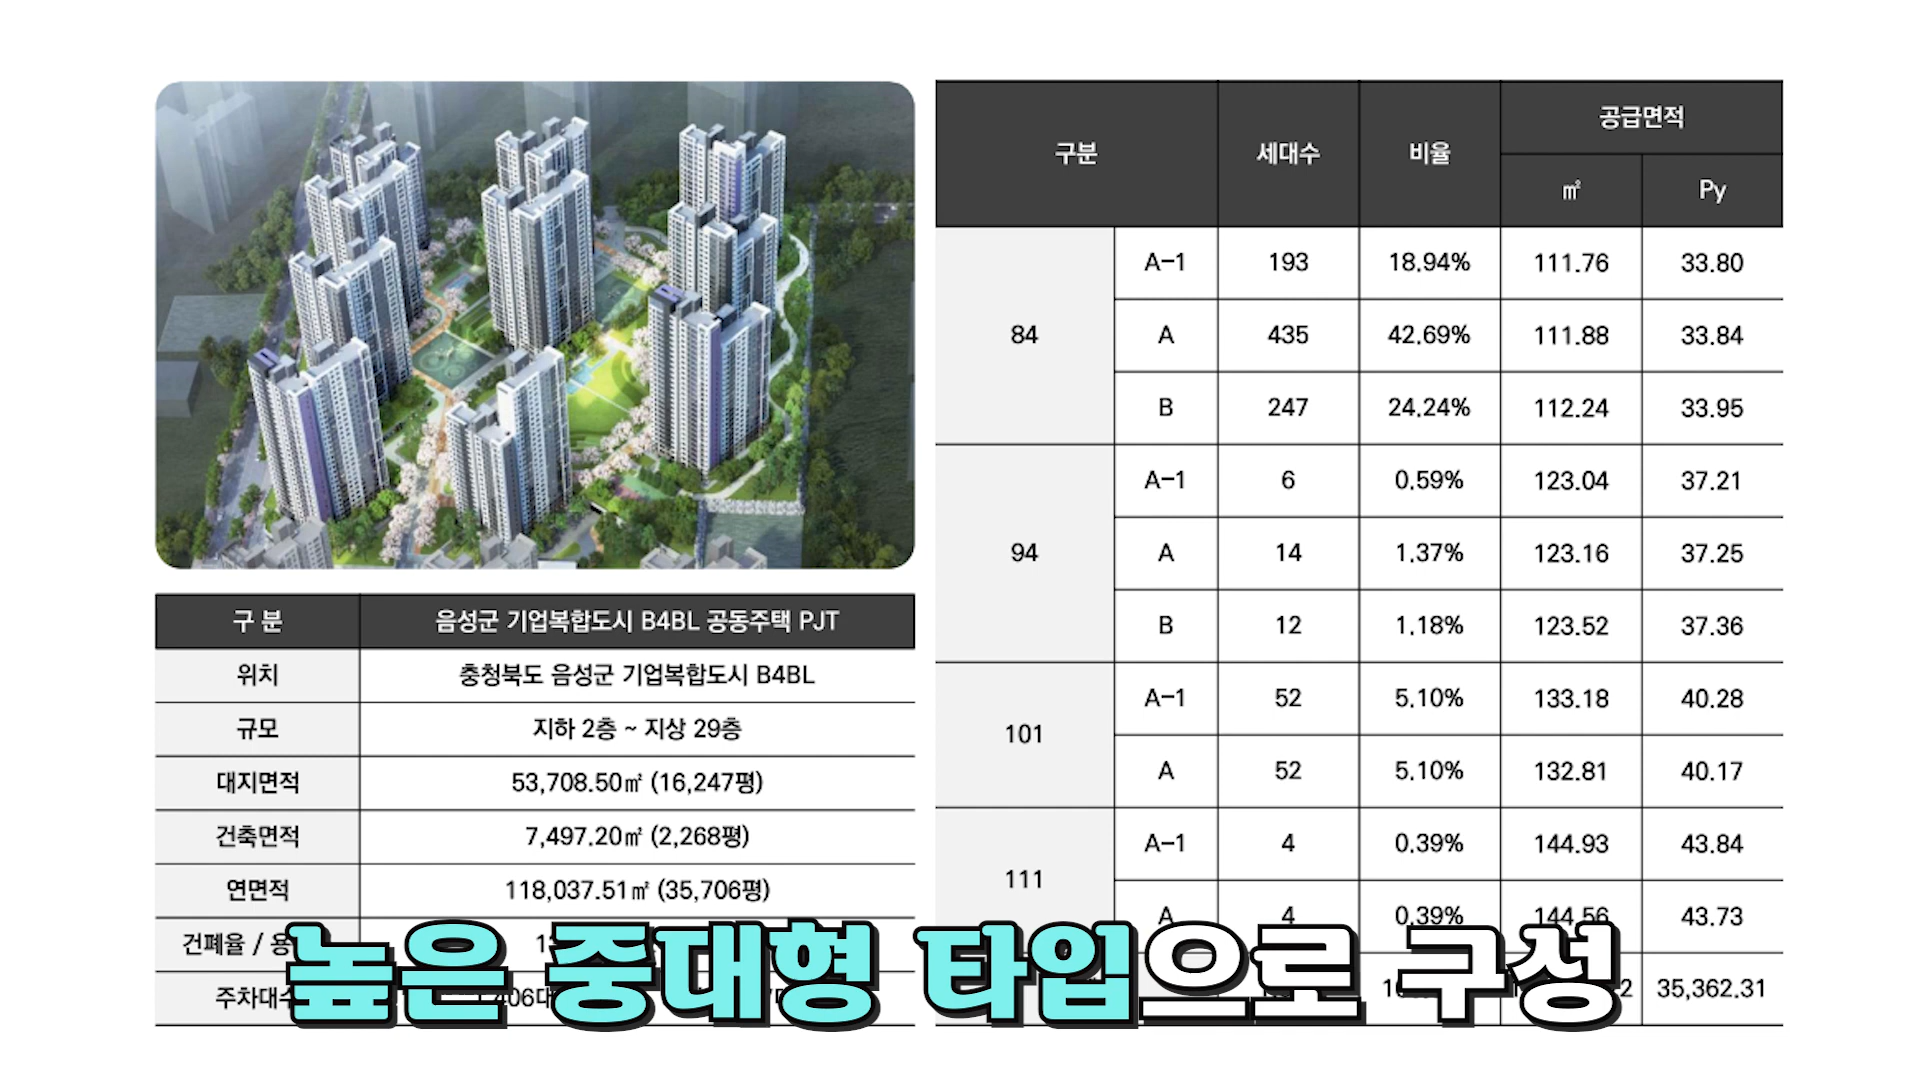 구 분 음성군 기업복합도시 B4BL 공동주택 PJT
위치 충청북도 음성군 기업복합도시 B4BL
규모 지하 2층 ~ 지상 29층
대지면적 53,708.50㎡ (16,247평)
건축면적 7,497.20㎡ (2,268평)
연면적 118,037.51㎡ (35,706평)
건폐율 /
주차대수
구분 세대수 비율 공급면적
㎡ Py
84 A-1 193 18.94% 111.76 33.80
A 435 42.69% 111.88 33.84
B 247 24.24% 112.24 33.95
94 A-1 6 0.59% 123.04 37.21
A 14 1.37% 123.16 37.25
B 12 1.18% 123.52 37.36
101 A-1 52 5.10% 133.18 40.28
A 52 5.10% 132.81 40.17
111 A-1 4 0.39% 144.93 43.84
A 4 0.39% 144.56 43.73
35,362.31
높은 중대형 타입으로 구성